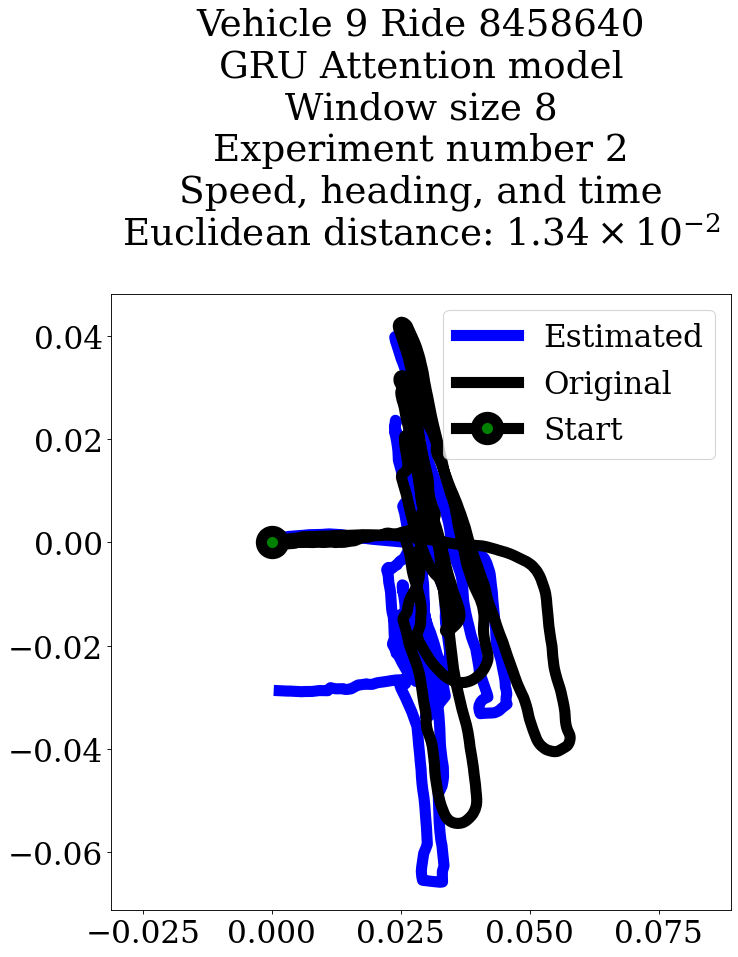 Vehicle 9 Ride 8458640
GRU Attention model
Window size 8
Experiment number 2
Speed, heading, and time
Euclidean distance: 1.34 × 10⁻²
Estimated
Original
Start
0.04
0.02
0.00
−0.02
−0.04
−0.06
−0.025 0.000 0.025 0.050 0.075